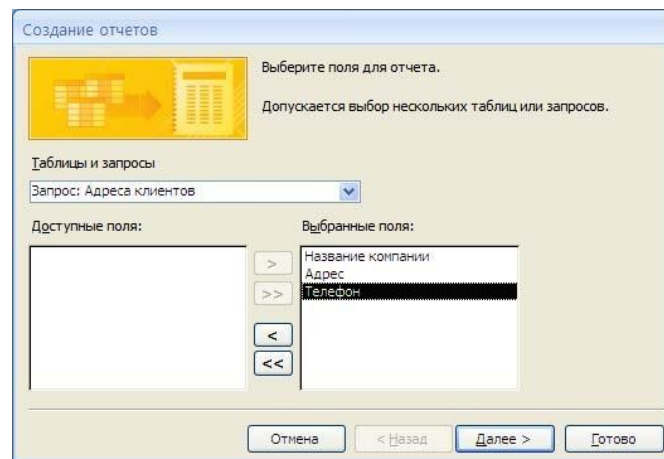 Создание отчетов
Выберите поля для отчета.
Допускается выбор нескольких таблиц или запросов.
Таблицы и запросы
Запрос: Адреса клиентов
Доступные поля:
Выбранные поля:
>
>>
<
<<
Название компании
Адрес
Телефон
Отмена
< Назад
Далее >
Готово